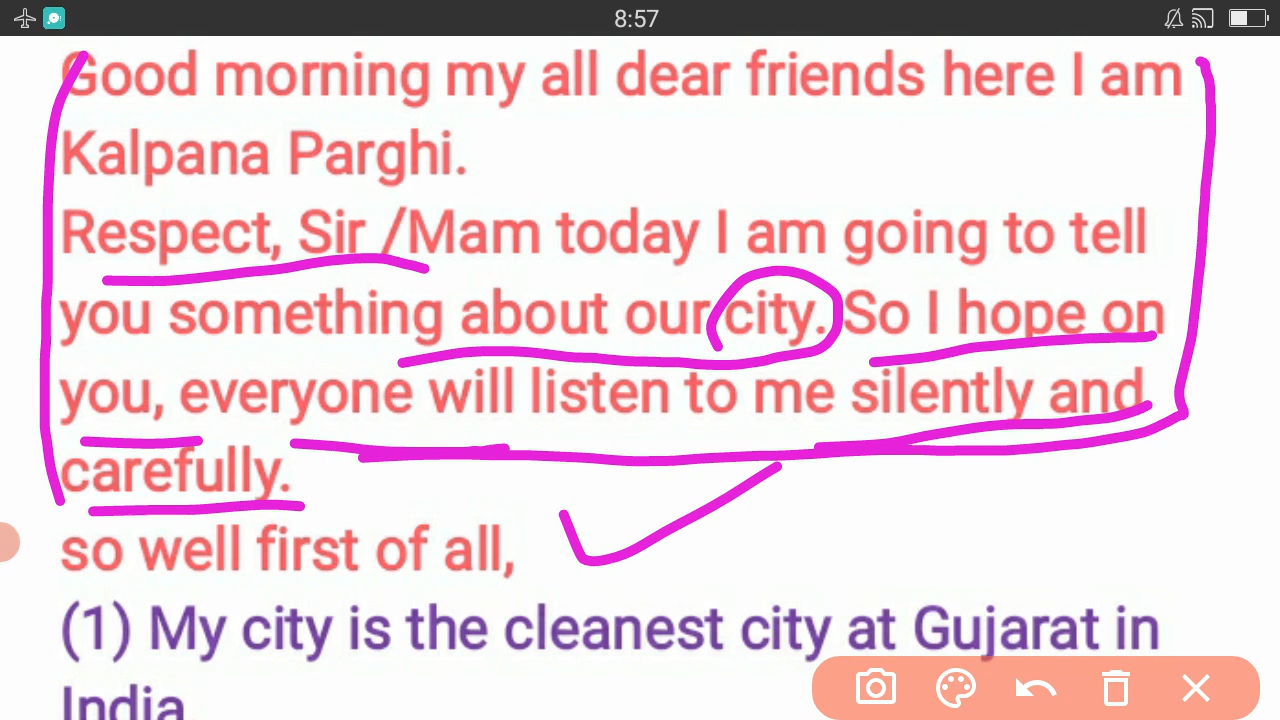 8:57
Good morning my all dear friends here I am
Kalpana Parghi.
Respect, Sir /Mam today I am going to tell
you something about our city. So I hope on
you, everyone will listen to me silently and
carefully.
so well first of all,
(1) My city is the cleanest city at Gujarat in
India.